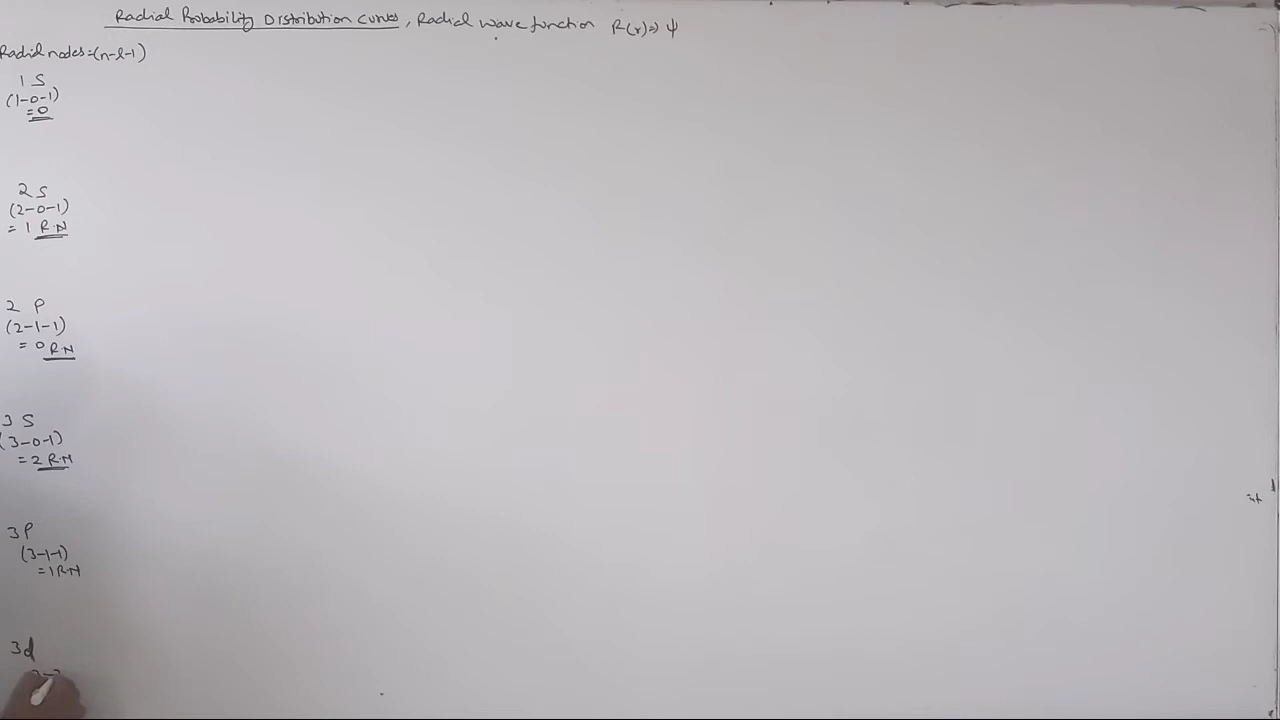 Radial Probability Distribution curves, Radial wave function R(r)⇒ ψ
Radial nodes=(n-l-1)
1 S
(1-0-1)
=0
2 S
(2-0-1)
= 1 R.N
2 P
(2-1-1)
= 0 R.N
3 S
(3-0-1)
=2 R.N
3P
(3-1-1)
=1 R.N
3d